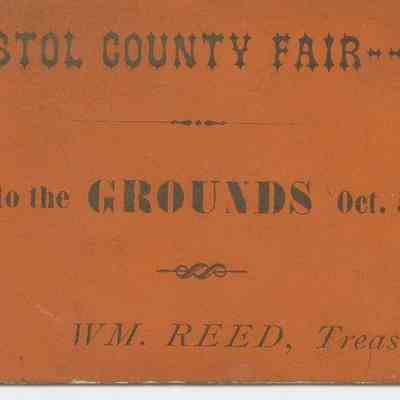 STOL COUNTY FAIR--
to the GROUNDS Oct.
WM. REED, Treas